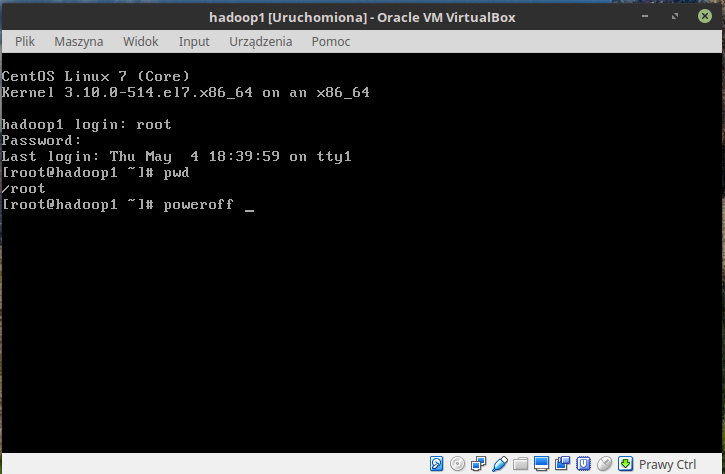 hadoop1 [Uruchomiona] - Oracle VM VirtualBox
Plik Maszyna Widok Input Urządzenia Pomoc
CentOS Linux 7 (Core)
Kernel 3.10.0-514.el7.x86_64 on an x86_64
hadoop1 login: root
Password:
Last login: Thu May  4 18:39:59 on tty1
[root@hadoop1 ~]# pwd
/root
[root@hadoop1 ~]# poweroff _
Prawy Ctrl